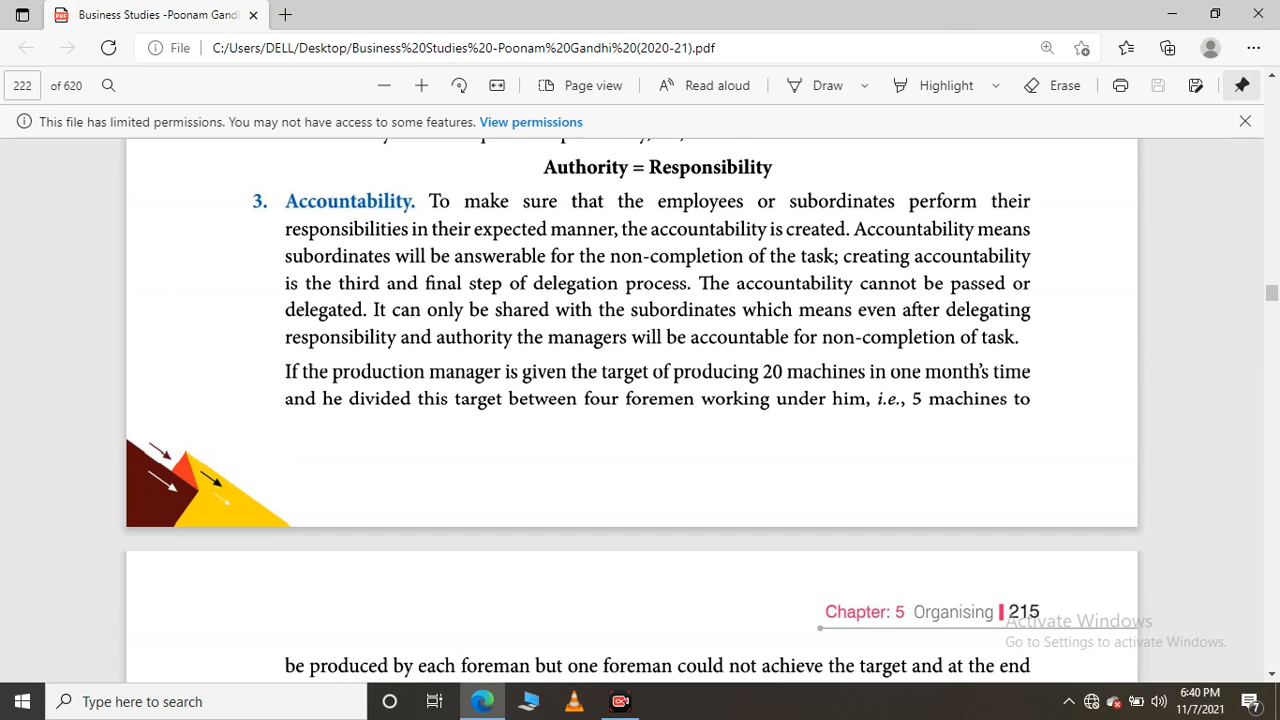 Business Studies -Poonam Gandhi
File C:/Users/DELL/Desktop/Business%20Studies%20-Poonam%20Gandhi%20(2020-21).pdf
222 of 620 Page view Read aloud Draw Highlight Erase
This file has limited permissions. You may not have access to some features. View permissions
Authority = Responsibility
3. Accountability. To make sure that the employees or subordinates perform their
responsibilities in their expected manner, the accountability is created. Accountability means
subordinates will be answerable for the non-completion of the task; creating accountability
is the third and final step of delegation process. The accountability cannot be passed or
delegated. It can only be shared with the subordinates which means even after delegating
responsibility and authority the managers will be accountable for non-completion of task.
If the production manager is given the target of producing 20 machines in one month's time
and he divided this target between four foremen working under him, i.e., 5 machines to
Chapter: 5 Organising 215
Activate Windows
Go to Settings to activate Windows.
be produced by each foreman but one foreman could not achieve the target and at the end
Type here to search
6:40 PM
11/7/2021
7